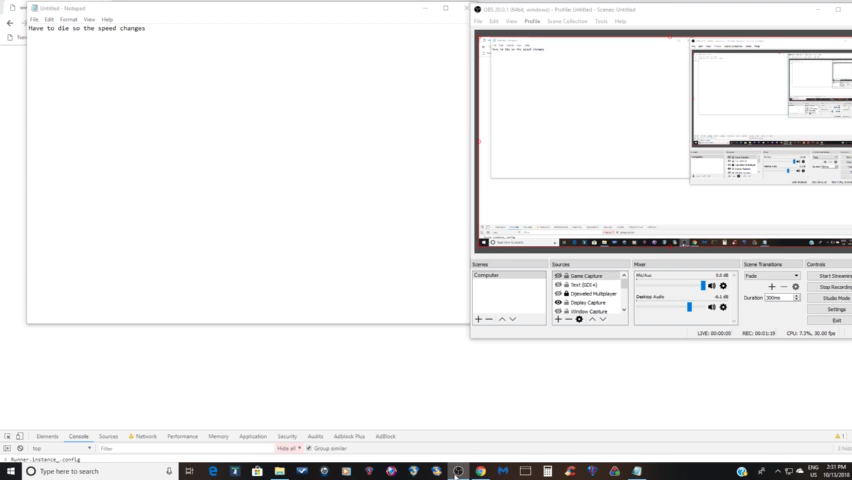 Untitled - Notepad
File Edit Format View Help
Have to die so the speed changes
OBS 20.0.1 (64bit, windows) - Profile: Untitled - Scenes: Untitled
File Edit View Profile Scene Collection Tools Help
Scenes
Computer
Sources
Game Capture
Text (GDI+)
Display Capture
Window Capture
Mixer
Mic/Aux 0.0 dB
Desktop Audio -6.1 dB
Scene Transitions
Fade
Duration 300ms
Controls
Start Streaming
Stop Recording
Studio Mode
Settings
Exit
LIVE: 00:00:00 REC: 00:01:19 CPU: 7.3%, 30.00 fps
Elements Console Sources Network Performance Memory Application Security Audits Adblock Plus AdBlock
top Filter Hide all Group similar
Runner.instance_.config
Type here to search
ENG 2:31 PM
US 10/13/2018